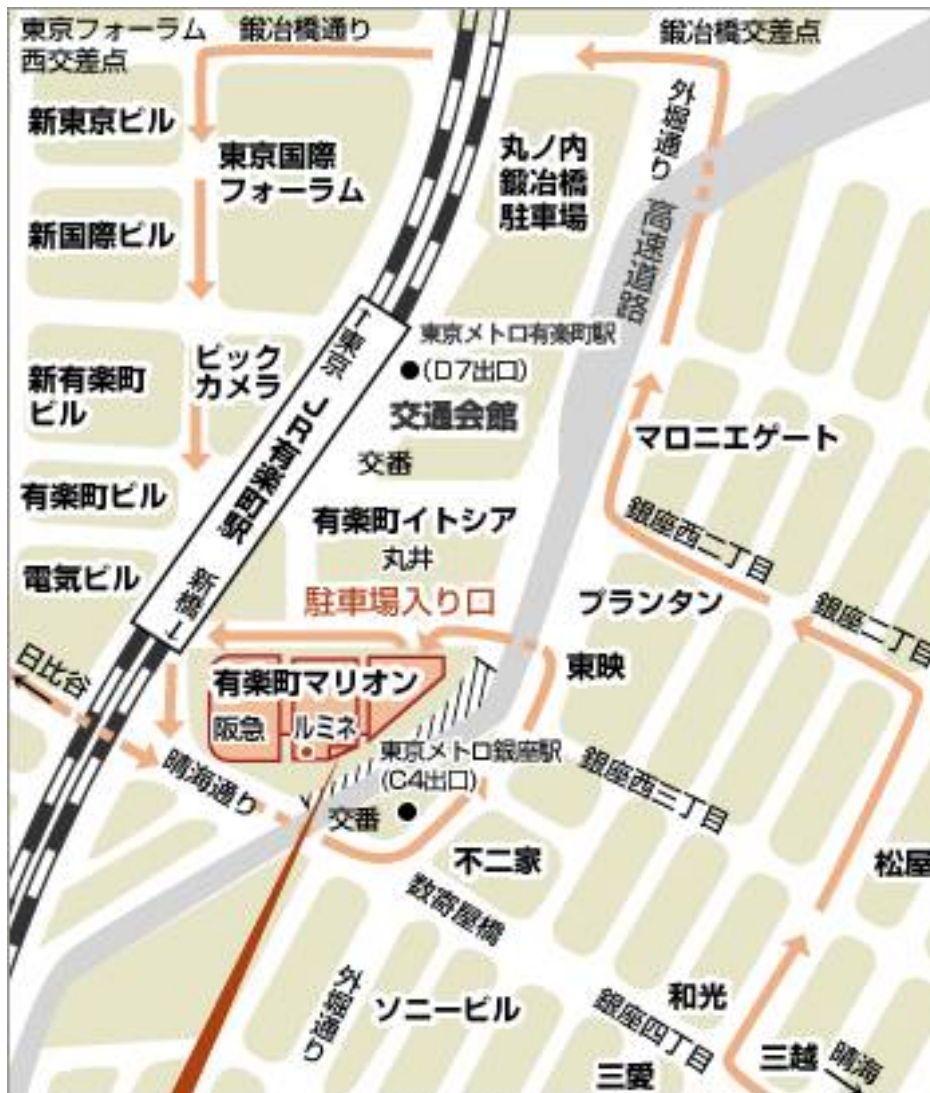 東京フォーラム
西交差点
鍛冶橋通り
鍛冶橋交差点
新東京ビル
東京国際
フォーラム
丸ノ内
鍛冶橋
駐車場
外堀通り
高速道路
新国際ビル
新有楽町
ビル
ビック
カメラ
←東京
JR有楽町駅
新橋→
東京メトロ有楽町駅
●(D7出口)
交通会館
交番
マロニエゲート
有楽町ビル
有楽町イトシア
丸井
銀座西二丁目
電気ビル
駐車場入り口
プランタン
銀座二丁目
日比谷
有楽町マリオン
阪急
ルミネ
東映
東京メトロ銀座駅
(C4出口)
交番
晴海通り
銀座西三丁目
不二家
松屋
数寄屋橋
外堀通り
ソニービル
和光
銀座四丁目
三越
晴海
三愛